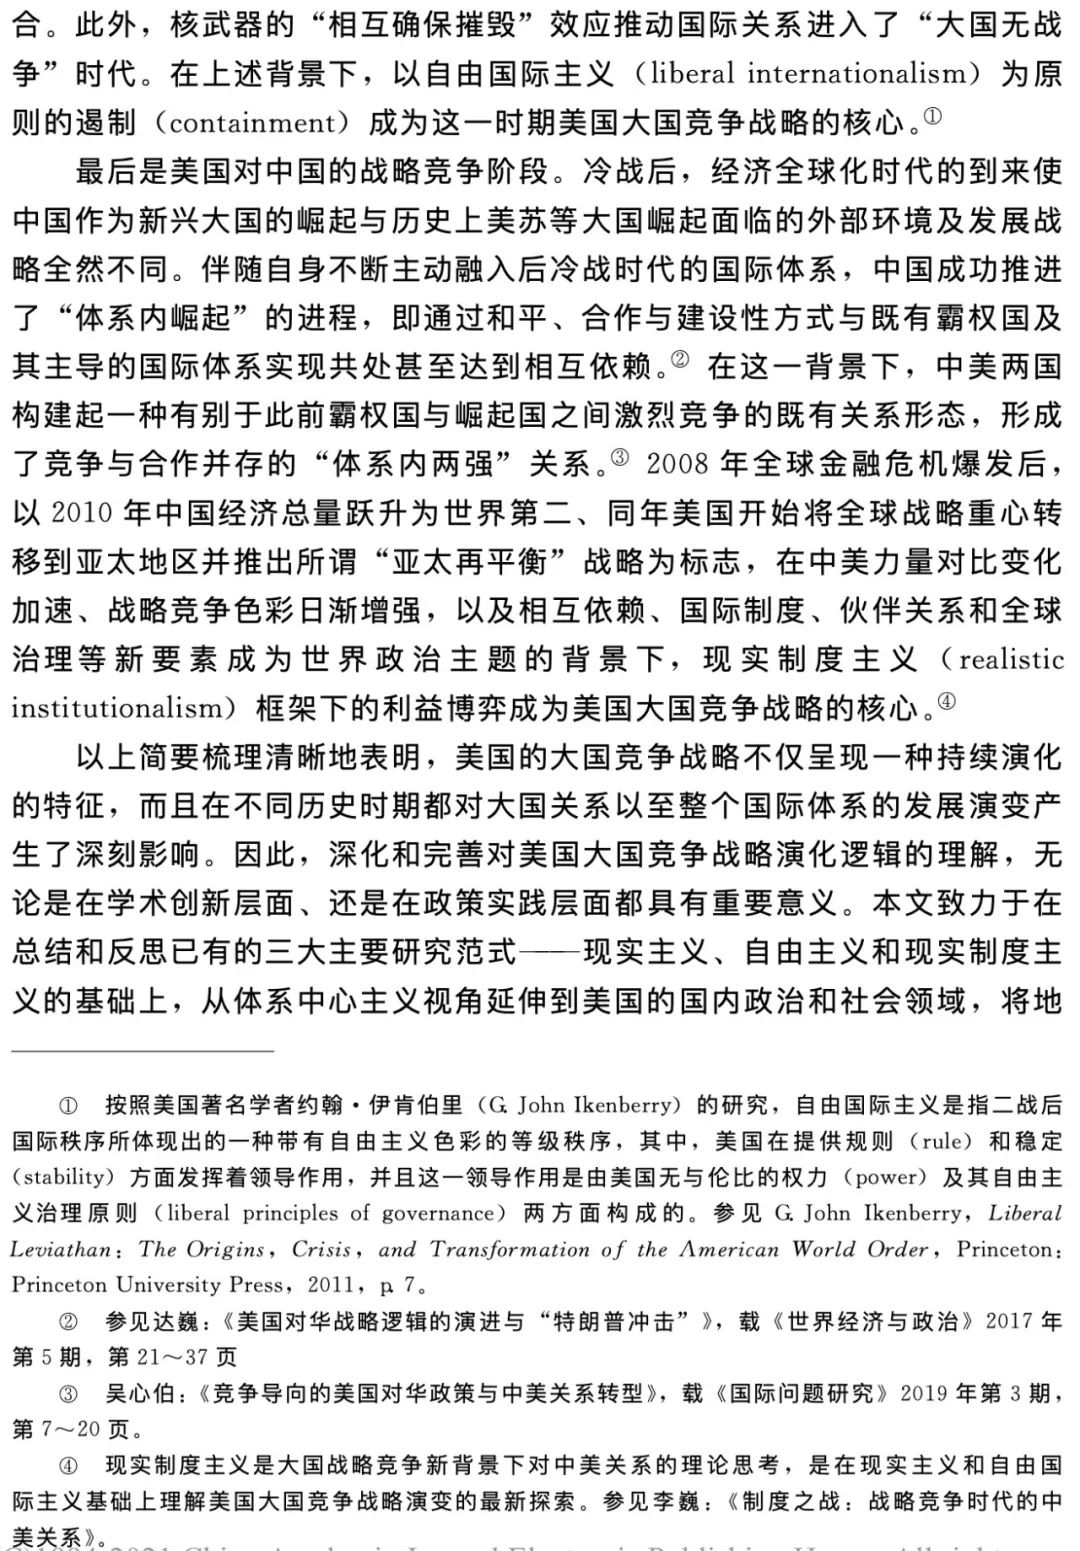 合。此外，核武器的“相互确保摧毁”效应推动国际关系进入了“大国无战
争”时代。在上述背景下，以自由国际主义（liberal internationalism）为原
则的遏制（containment）成为这一时期美国大国竞争战略的核心。①
最后是美国对中国的战略竞争阶段。冷战后，经济全球化时代的到来使
中国作为新兴大国的崛起与历史上美苏等大国崛起面临的外部环境及发展战
略全然不同。伴随自身不断主动融入后冷战时代的国际体系，中国成功推进
了“体系内崛起”的进程，即通过和平、合作与建设性方式与既有霸权国及
其主导的国际体系实现共处甚至达到相互依赖。② 在这一背景下，中美两国
构建起一种有别于此前霸权国与崛起国之间激烈竞争的既有关系形态，形成
了竞争与合作并存的“体系内两强”关系。③ 2008 年全球金融危机爆发后，
以 2010 年中国经济总量跃升为世界第二、同年美国开始将全球战略重心转
移到亚太地区并推出所谓“亚太再平衡”战略为标志，在中美力量对比变化
加速、战略竞争色彩日渐增强，以及相互依赖、国际制度、伙伴关系和全球
治理等新要素成为世界政治主题的背景下，现实制度主义（realistic
institutionalism）框架下的利益博弈成为美国大国竞争战略的核心。④
以上简要梳理清晰地表明，美国的大国竞争战略不仅呈现一种持续演化
的特征，而且在不同历史时期都对大国关系以至整个国际体系的发展演变产
生了深刻影响。因此，深化和完善对美国大国竞争战略演化逻辑的理解，无
论是在学术创新层面、还是在政策实践层面都具有重要意义。本文致力于在
总结和反思已有的三大主要研究范式——现实主义、自由主义和现实制度主
义的基础上，从体系中心主义视角延伸到美国的国内政治和社会领域，将地
① 按照美国著名学者约翰·伊肯伯里（G. John Ikenberry）的研究，自由国际主义是指二战后
国际秩序所体现出的一种带有自由主义色彩的等级秩序，其中，美国在提供规则（rule）和稳定
（stability）方面发挥着领导作用，并且这一领导作用是由美国无与伦比的权力（power）及其自由主
义治理原则（liberal principles of governance）两方面构成的。参见 G. John Ikenberry，Liberal
Leviathan：The Origins，Crisis，and Transformation of the American World Order，Princeton：
Princeton University Press，2011，p. 7。
② 参见达巍：《美国对华战略逻辑的演进与“特朗普冲击”》，载《世界经济与政治》2017 年
第 5 期，第 21～37 页
③ 吴心伯：《竞争导向的美国对华政策与中美关系转型》，载《国际问题研究》2019 年第 3 期，
第 7～20 页。
④ 现实制度主义是大国战略竞争新背景下对中美关系的理论思考，是在现实主义和自由国
际主义基础上理解美国大国竞争战略演变的最新探索。参见李巍：《制度之战：战略竞争时代的中
美关系》。